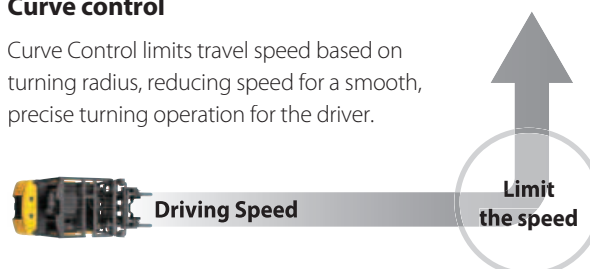 Curve control
Curve Control limits travel speed based on
turning radius, reducing speed for a smooth,
precise turning operation for the driver.
Driving Speed
Limit
the speed